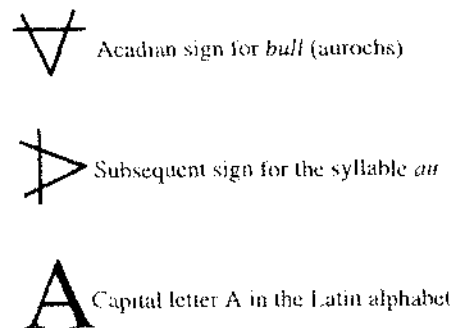 Acadian sign for bull (aurochs)
Subsequent sign for the syllable au
A Capital letter A in the Latin alphabet